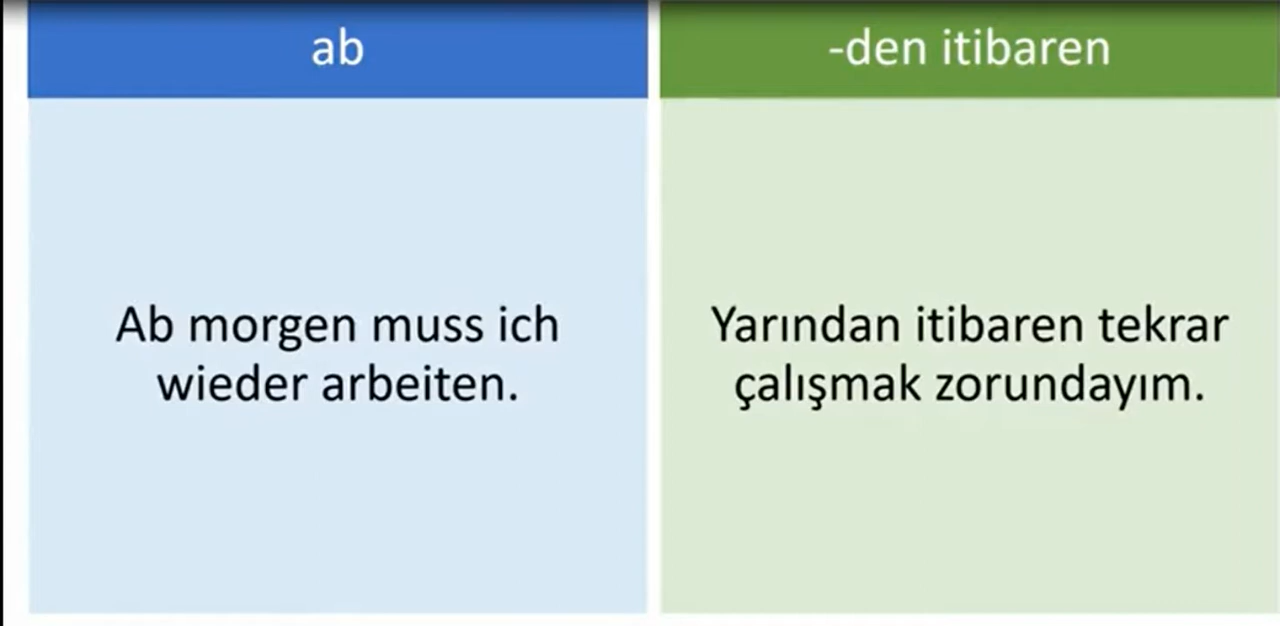 ab
-den itibaren
Ab morgen muss ich
wieder arbeiten.
Yarından itibaren tekrar
çalışmak zorundayım.